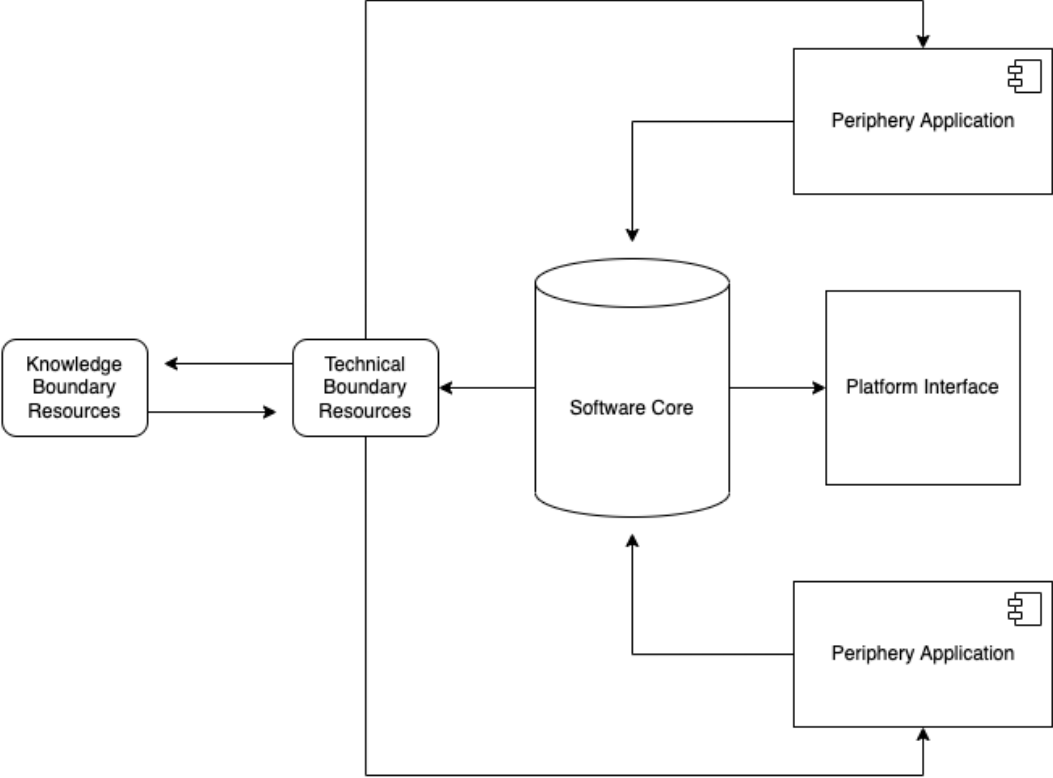 Periphery Application
Knowledge
Boundary
Resources
Technical
Boundary
Resources
Software Core
Platform Interface
Periphery Application